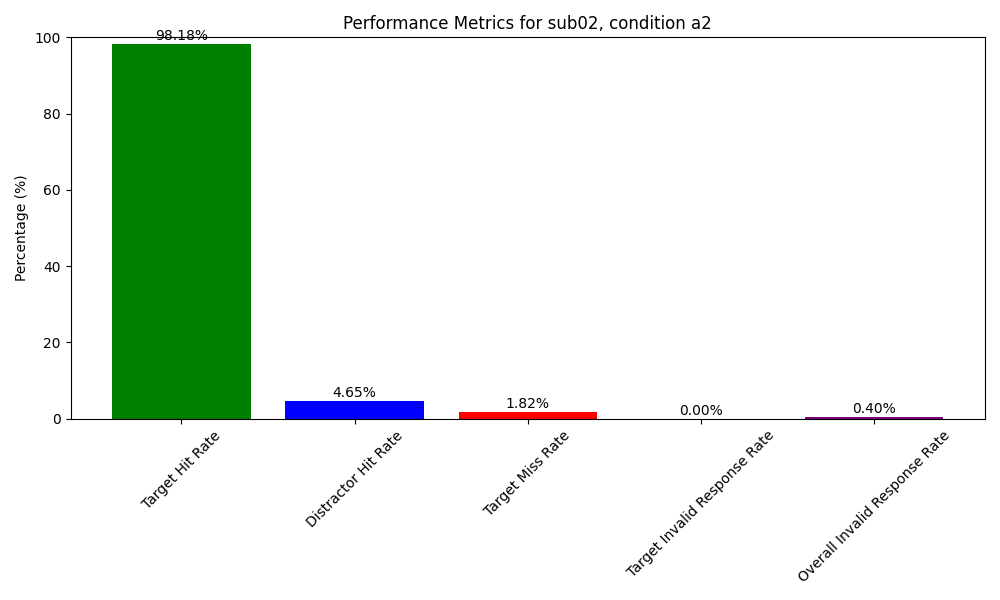 Performance Metrics for sub02, condition a2
Percentage (%)
100
80
60
40
20
0
98.18%
4.65%
1.82%
0.00%
0.40%
Target Hit Rate
Distractor Hit Rate
Target Miss Rate
Target Invalid Response Rate
Overall Invalid Response Rate